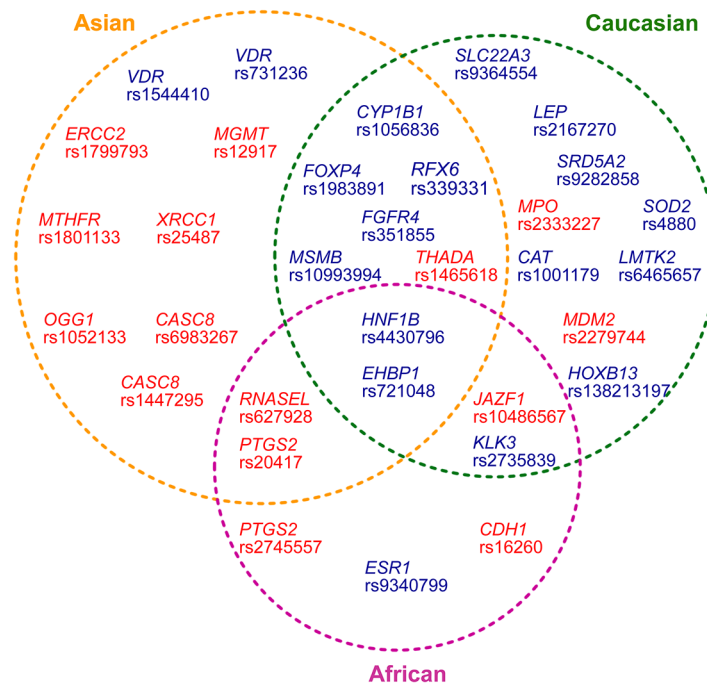 Asian
Caucasian
VDR
rs731236
SLC22A3
rs9364554
VDR
rs1544410
CYP1B1
rs1056836
LEP
rs2167270
ERCC2
rs1799793
MGMT
rs12917
FOXP4
rs1983891
RFX6
rs339331
SRD5A2
rs9282858
MTHFR
rs1801133
XRCC1
rs25487
FGFR4
rs351855
MPO
rs2333227
SOD2
rs4880
MSMB
rs10993994
THADA
rs1465618
CAT
rs1001179
LMTK2
rs6465657
OGG1
rs1052133
CASC8
rs6983267
HNF1B
rs4430796
MDM2
rs2279744
CASC8
rs1447295
EHBP1
rs721048
HOXB13
rs138213197
RNASEL
rs627928
JAZF1
rs10486567
PTGS2
rs20417
KLK3
rs2735839
PTGS2
rs2745557
CDH1
rs16260
ESR1
rs9340799
African